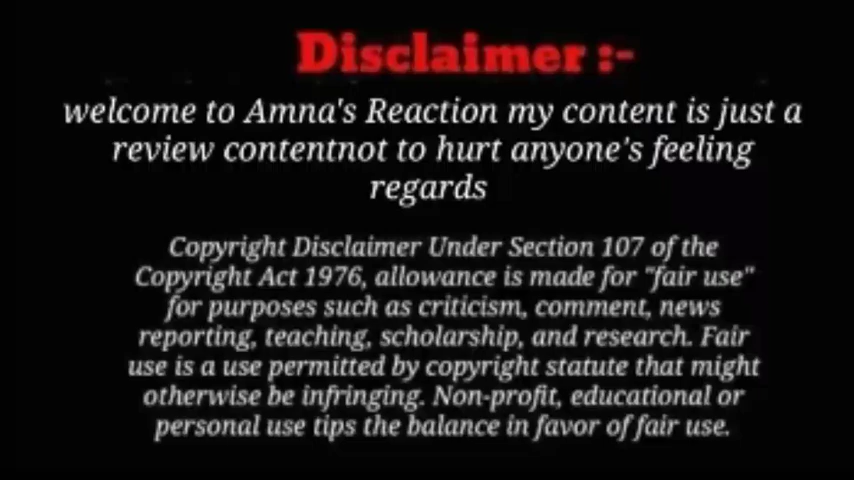 Disclaimer :-
welcome to Amna's Reaction my content is just a
review contentnot to hurt anyone's feeling
regards
Copyright Disclaimer Under Section 107 of the
Copyright Act 1976, allowance is made for "fair use"
for purposes such as criticism, comment, news
reporting, teaching, scholarship, and research. Fair
use is a use permitted by copyright statute that might
otherwise be infringing. Non-profit, educational or
personal use tips the balance in favor of fair use.